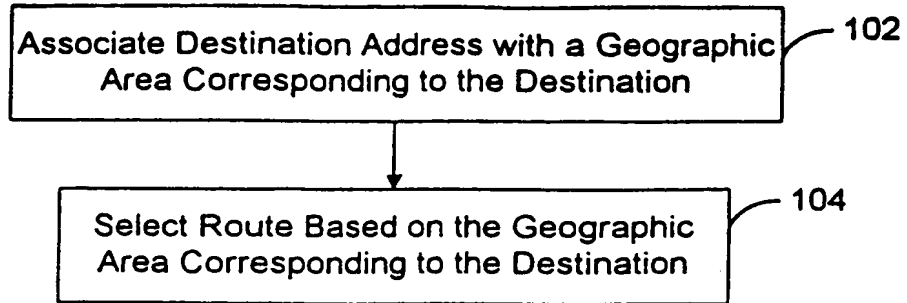 Associate Destination Address with a Geographic
Area Corresponding to the Destination
102
Select Route Based on the Geographic
Area Corresponding to the Destination
104